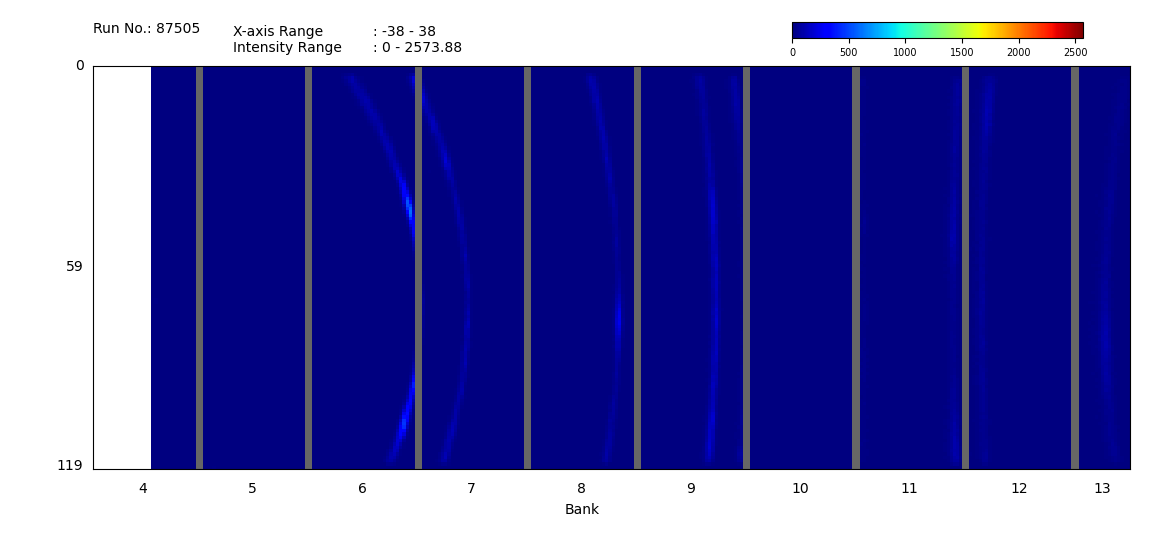 Run No.: 87505
X-axis Range : -38 - 38
Intensity Range : 0 - 2573.88
0 500 1000 1500 2000 2500
0
59
119
4 5 6 7 8 9 10 11 12 13
Bank